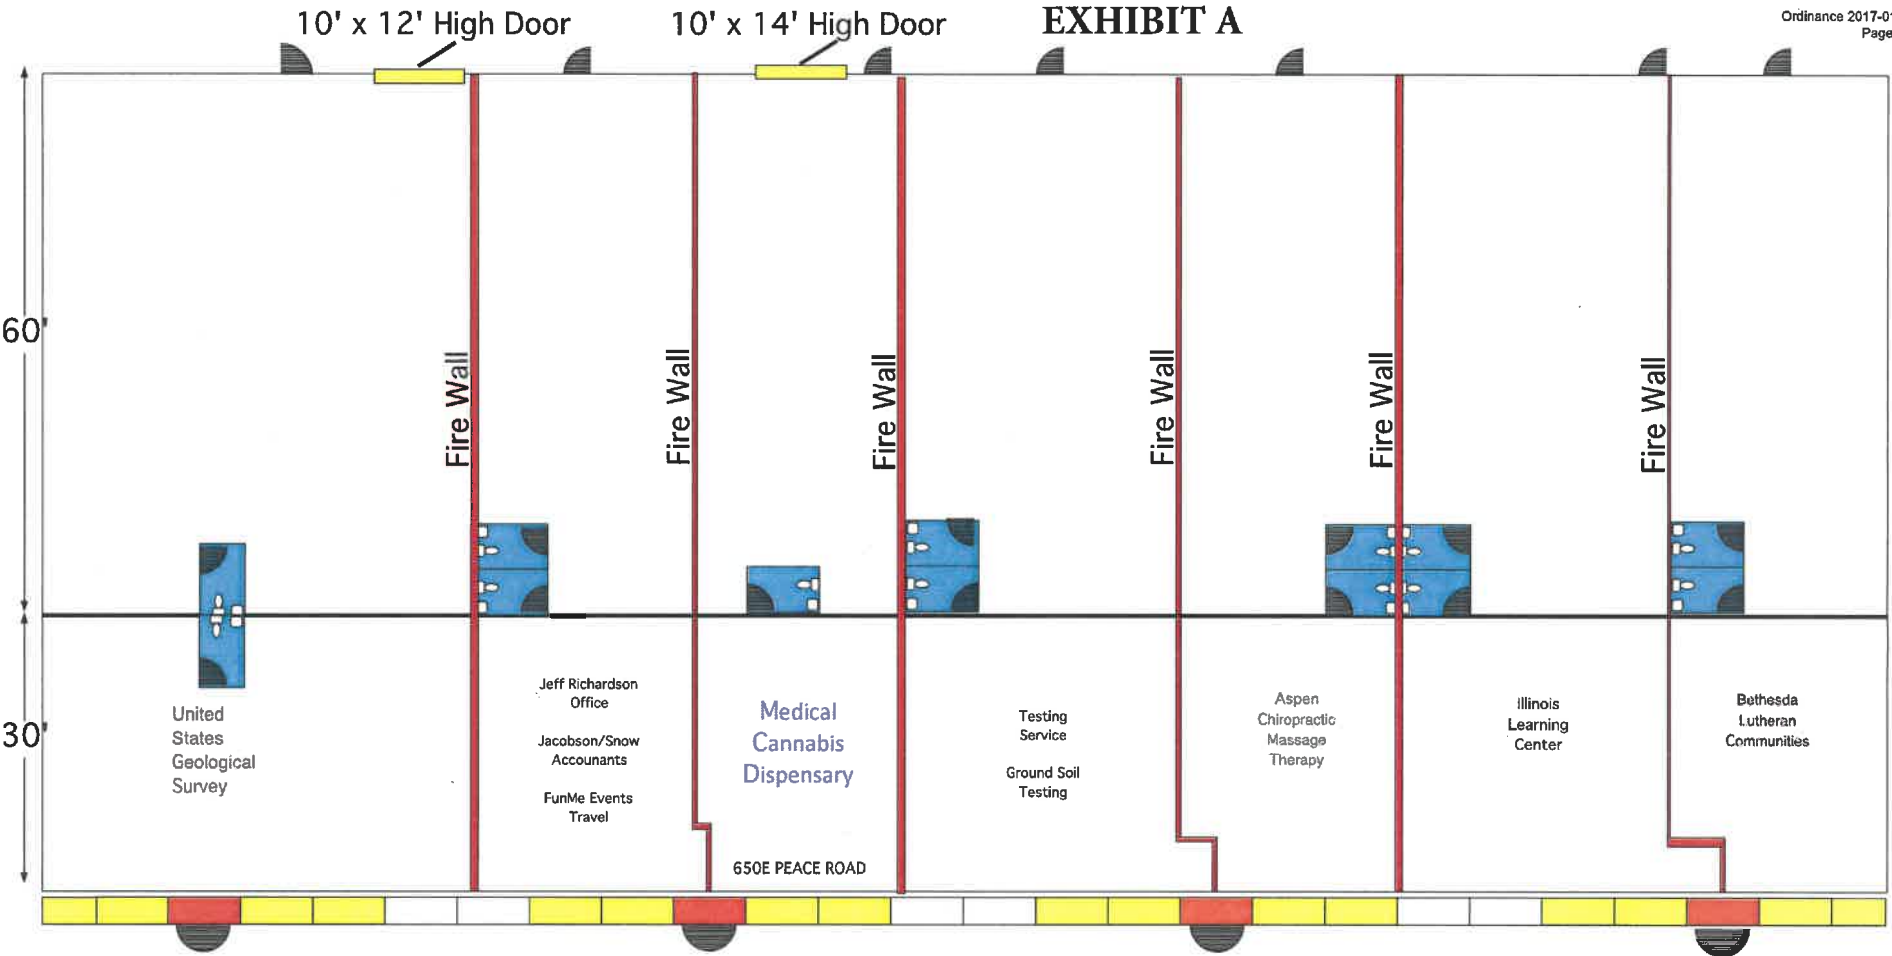 10' x 12' High Door
10' x 14' High Door
EXHIBIT A
Ordinance 2017-01
Page
60'
Fire Wall
Fire Wall
Fire Wall
Fire Wall
Fire Wall
Fire Wall
30'
United
States
Geological
Survey
Jeff Richardson
Office
Jacobson/Snow
Accounants
FunMe Events
Travel
Medical
Cannabis
Dispensary
650E PEACE ROAD
Testing
Service
Ground Soil
Testing
Aspen
Chiropractic
Massage
Therapy
Illinois
Learning
Center
Bethesda
Lutheran
Communities